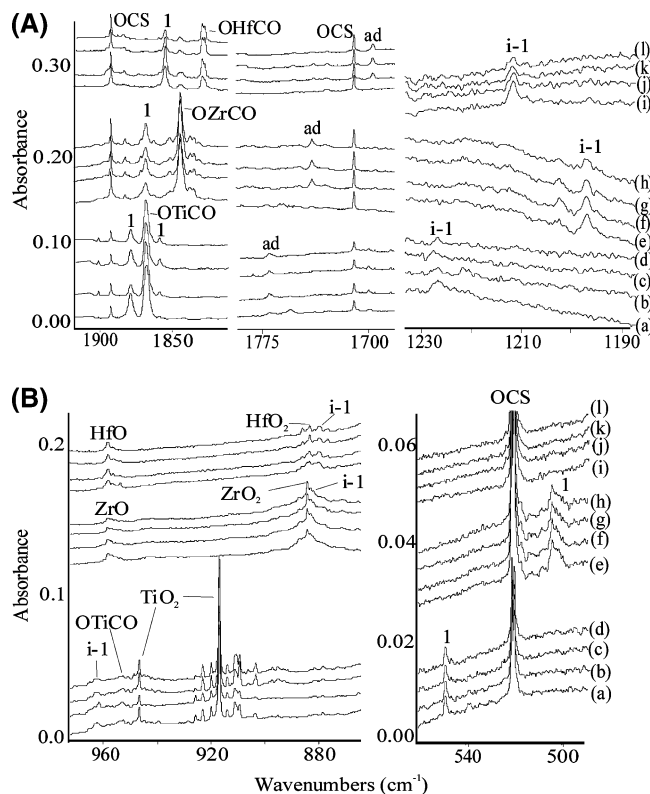 (A)
OCS 1 OHfCO OCS ad i-1
0.30
(l)
(k)
(j)
(i)
1 OZrCO ad i-1
0.20
(h)
(g)
(f)
(e)
OTiCO
1 1 ad i-1
0.10
(d)
(c)
(b)
(a)
0.00
Absorbance
1900 1850 1775 1700 1230 1210 1190
(B)
OCS
HfO HfO₂ i-1
0.2 0.06
(l)
(k)
(j)
(i)
ZrO ZrO₂ i-1
1
(h)
(g)
(f)
(e)
0.04
0.1
OTiCO TiO₂
i-1
0.02
1
(d)
(c)
(b)
(a)
0.0 0.00
Absorbance
960 920 880 540 500
Wavenumbers (cm⁻¹)